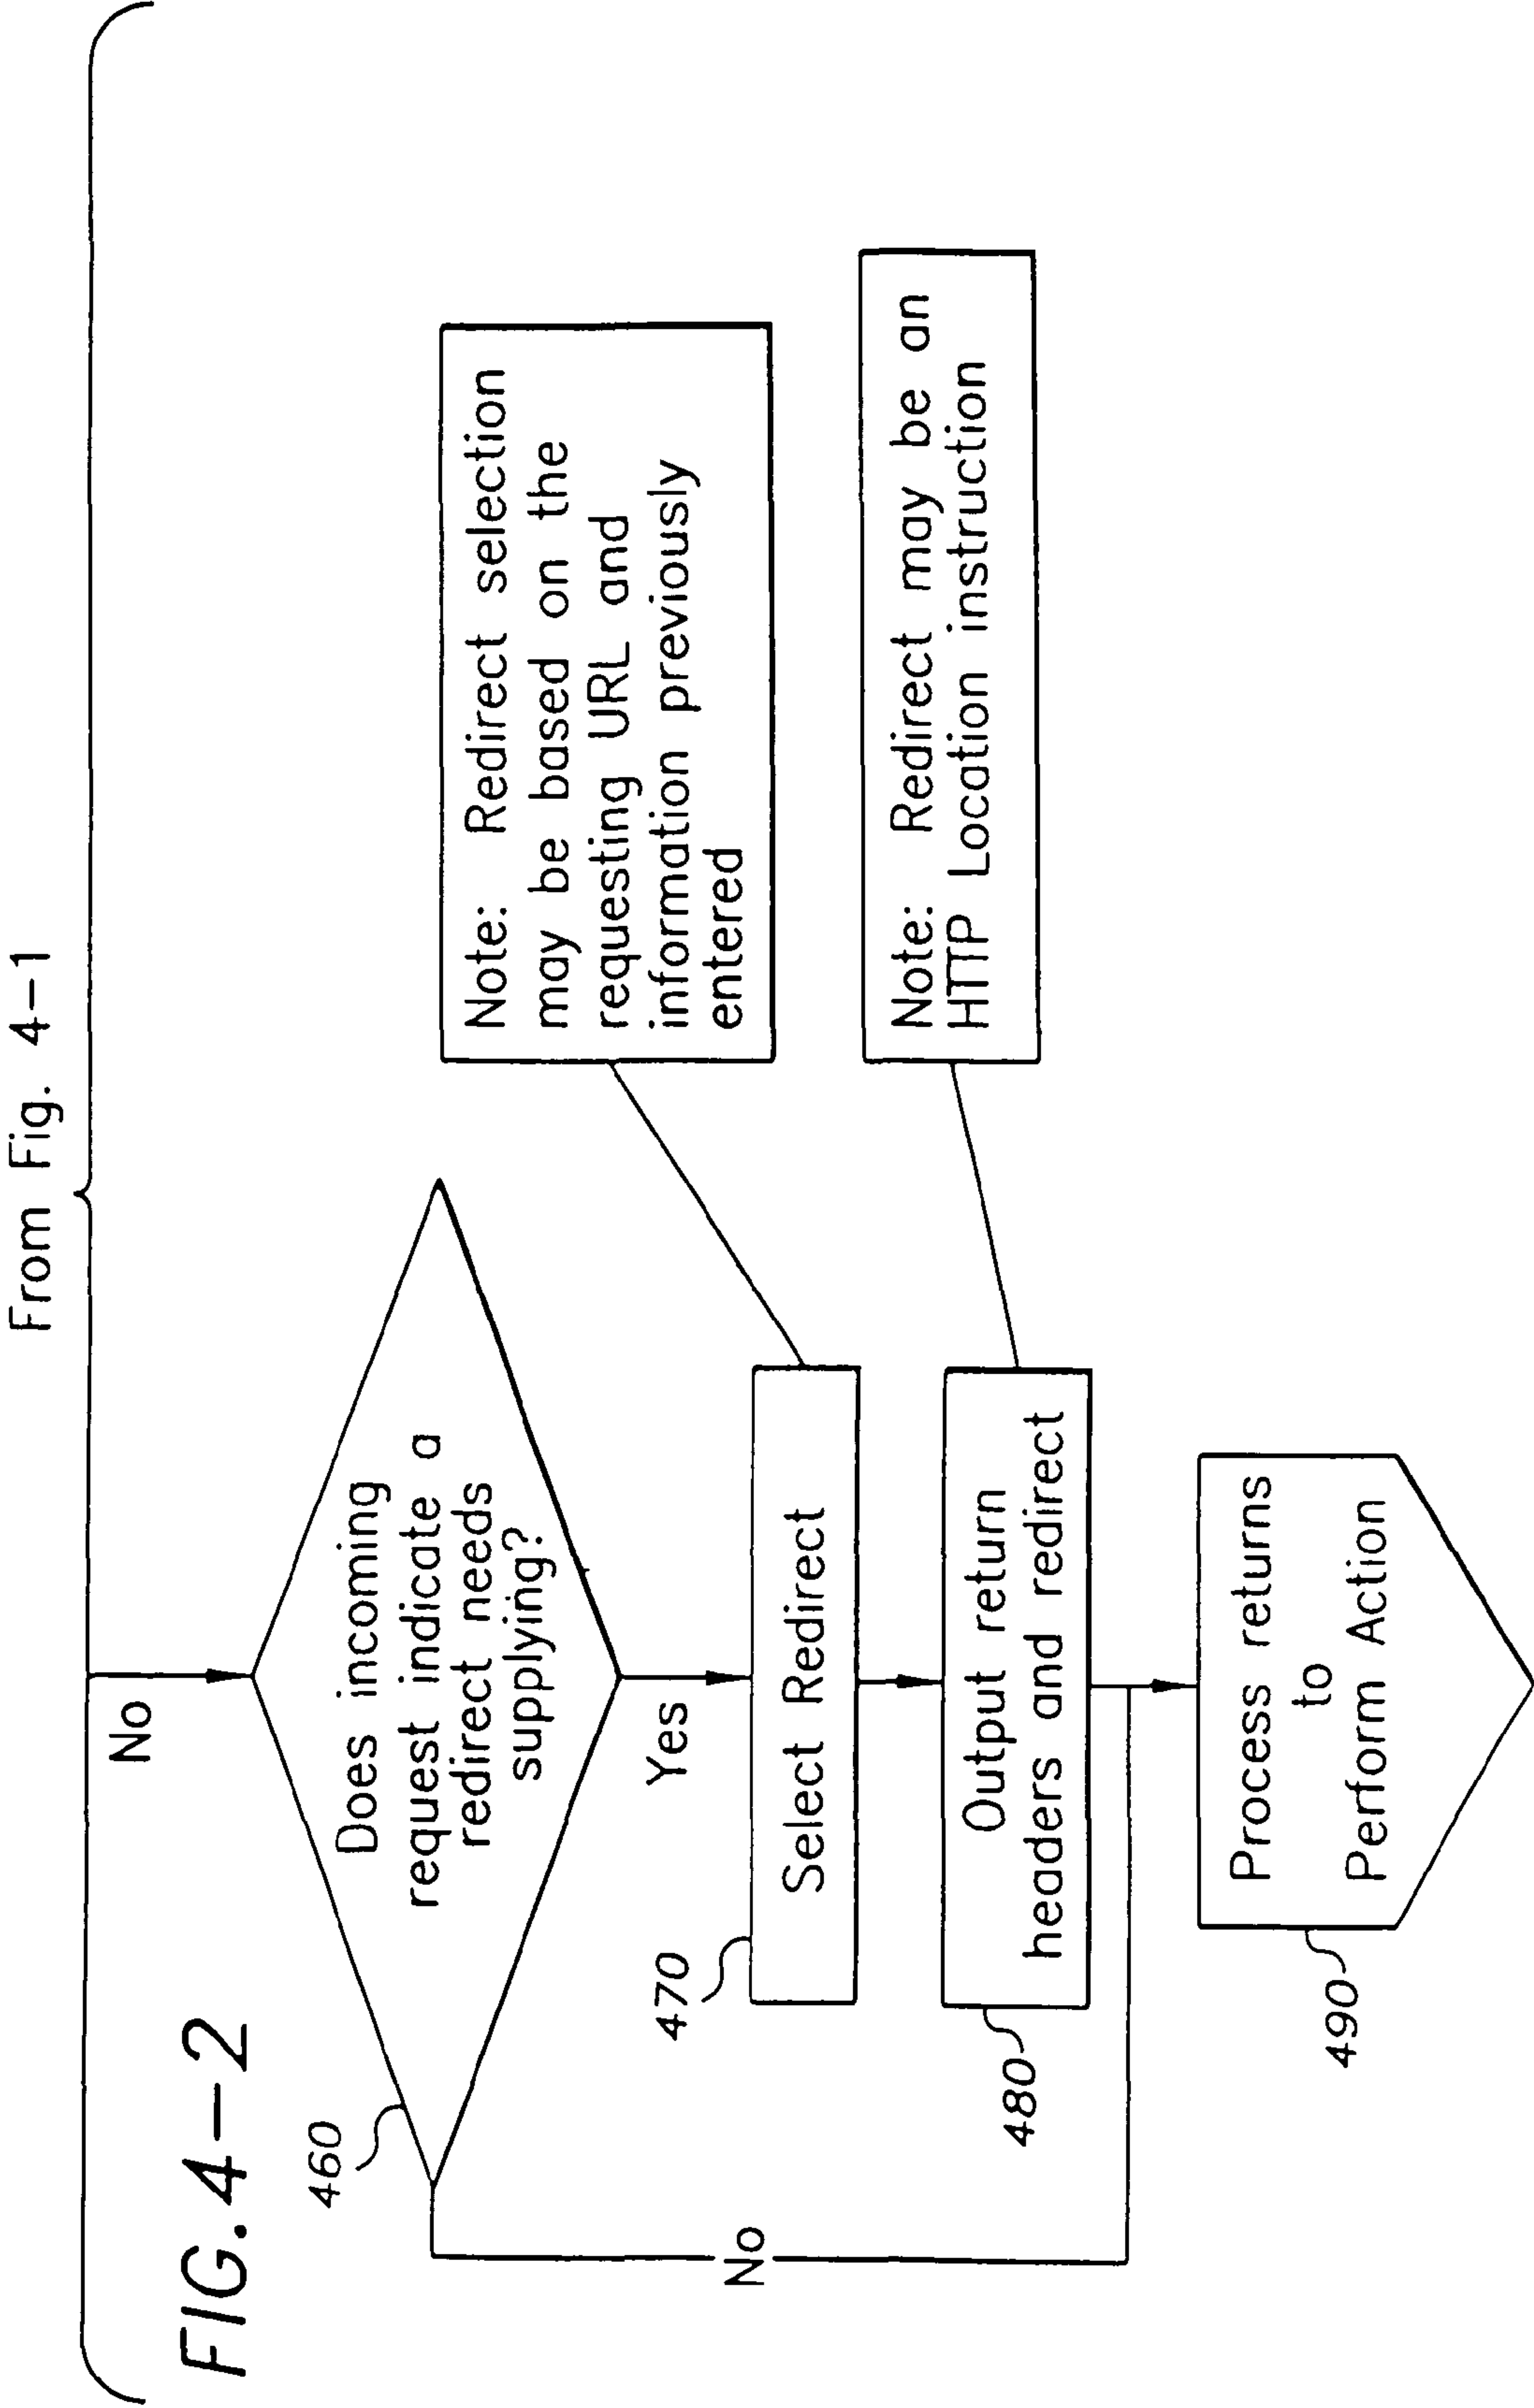 From Fig. 4-1
FIG. 4-2
No
460
Does incoming
request indicate a
redirect needs
supplying?
Yes
No
470
Select Redirect
Note: Redirect selection
may be based on the
requesting URL and
information previously
entered
480
Output return
headers and redirect
Note: Redirect may be an
HTTP Location instruction
490
Process returns
to
Perform Action